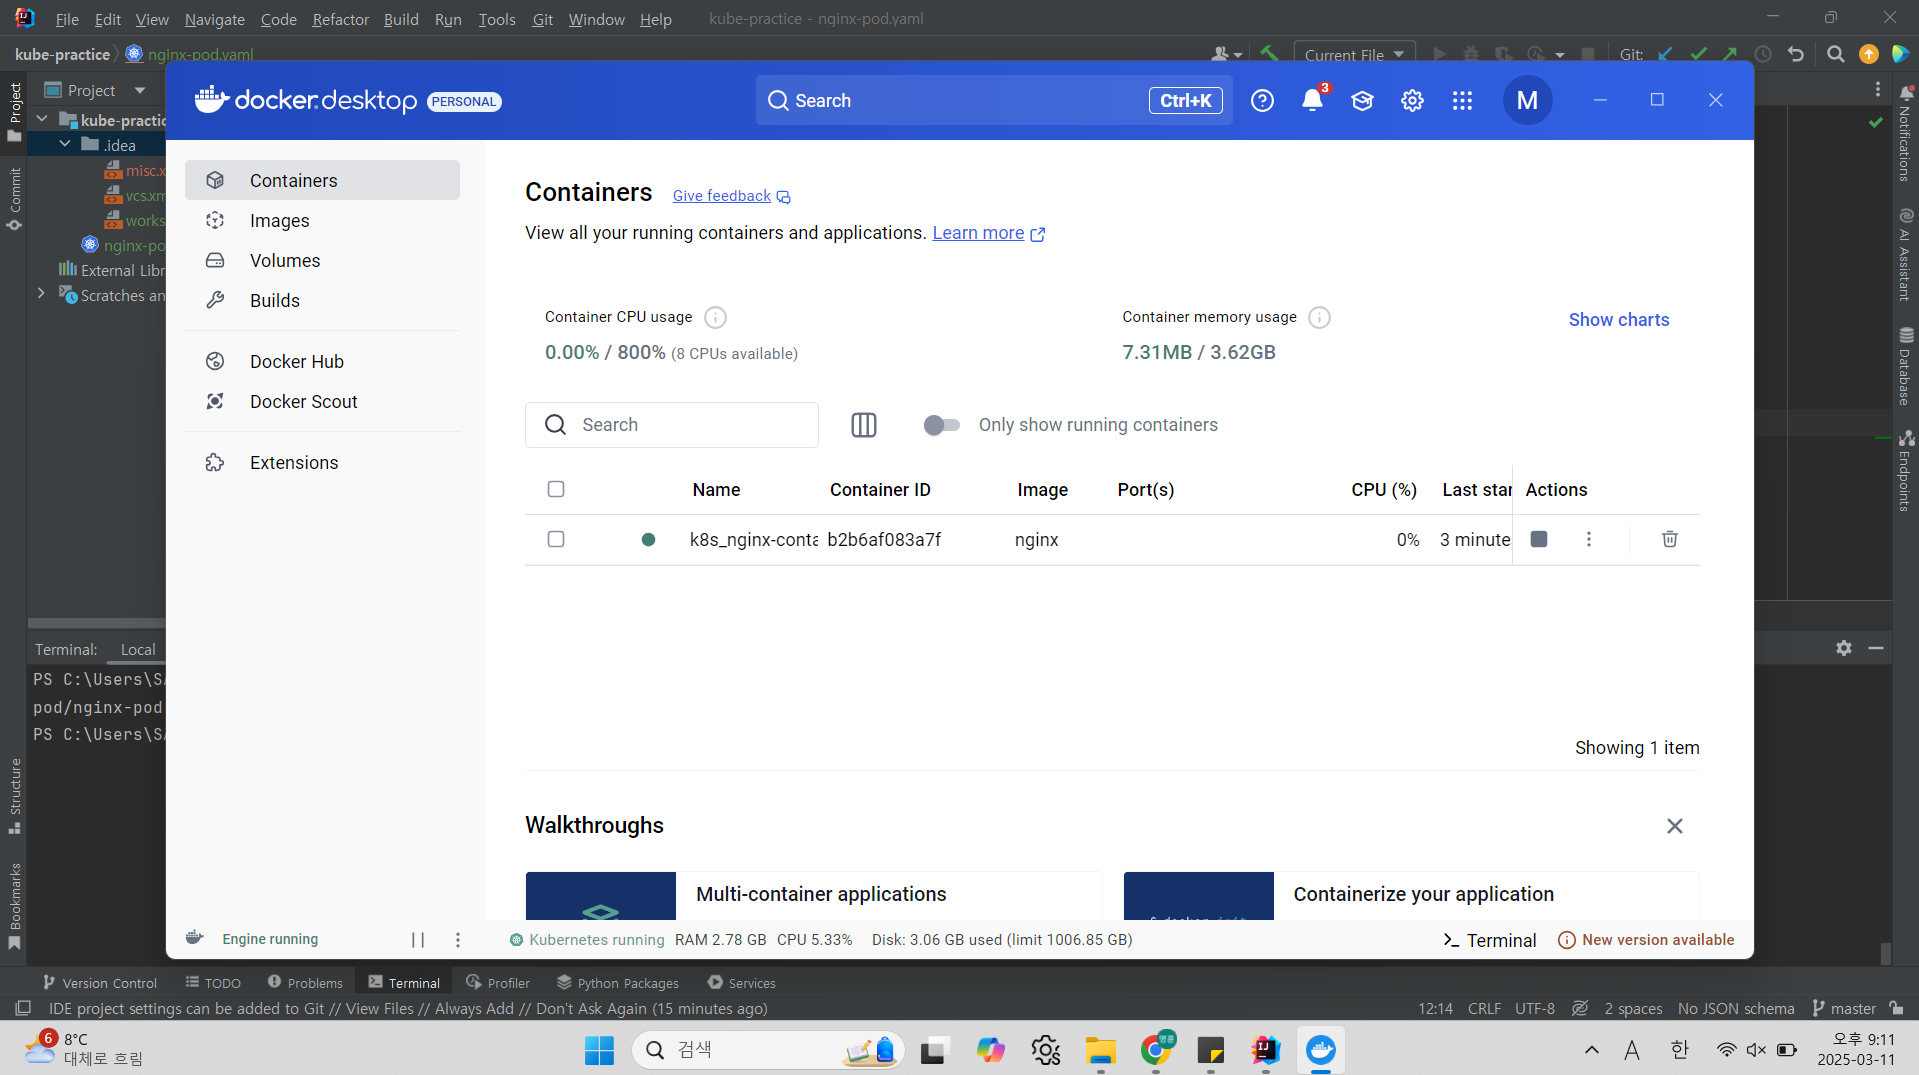 File Edit View Navigate Code Refactor Build Run Tools Git Window Help kube-practice - nginx-pod.yaml
kube-practice nginx-pod.yaml Current File Git:
Project
docker.desktop PERSONAL Search Ctrl+K 3 M
kube-practic
.idea
misc.x
vcs.xm
works
nginx-po
External Libr
Scratches an
Project
Commit
Structure
Bookmarks
Containers
Images
Volumes
Builds
Docker Hub
Docker Scout
Extensions
Containers Give feedback
View all your running containers and applications. Learn more
Container CPU usage
0.00% / 800% (8 CPUs available)
Container memory usage
7.31MB / 3.62GB
Show charts
Search Only show running containers
Name Container ID Image Port(s) CPU (%) Last star Actions
k8s_nginx-conta b2b6af083a7f nginx 0% 3 minute
Showing 1 item
Walkthroughs
Multi-container applications
Containerize your application
Engine running Kubernetes running RAM 2.78 GB CPU 5.33% Disk: 3.06 GB used (limit 1006.85 GB) Terminal New version available
Notifications
AI Assistant
Database
Endpoints
Terminal: Local
PS C:\Users\SA
pod/nginx-pod
PS C:\Users\SA
Version Control TODO Problems Terminal Profiler Python Packages Services
IDE project settings can be added to Git // View Files // Always Add // Don't Ask Again (15 minutes ago) 12:14 CRLF UTF-8 2 spaces No JSON schema master
6 8°C
대체로 흐림
검색
A 한
오후 9:11
2025-03-11